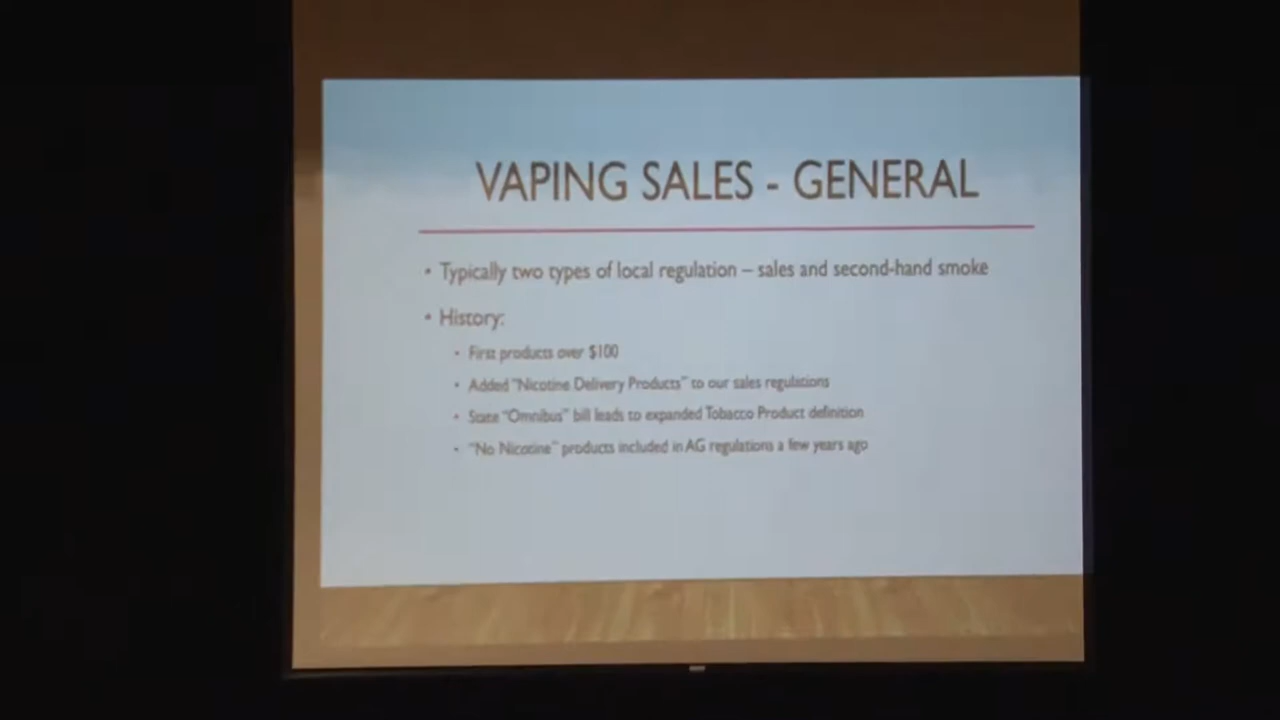 VAPING SALES - GENERAL
• Typically two types of local regulation – sales and second-hand smoke
• History:
• First products over $100
• Added "Nicotine Delivery Products" to our sales regulations
• State "Omnibus" bill leads to expanded Tobacco Product definition
• "No Nicotine" products included in AG regulations a few years ago